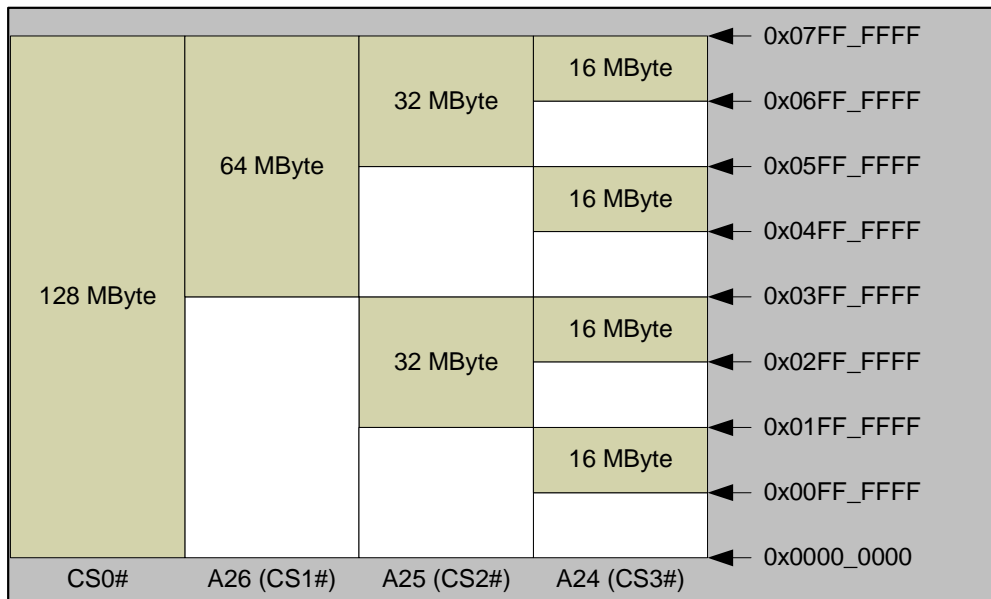 0x07FF_FFFF
16 MByte
32 MByte
0x06FF_FFFF
64 MByte
0x05FF_FFFF
16 MByte
0x04FF_FFFF
128 MByte
0x03FF_FFFF
16 MByte
32 MByte
0x02FF_FFFF
0x01FF_FFFF
16 MByte
0x00FF_FFFF
0x0000_0000
CS0# A26 (CS1#) A25 (CS2#) A24 (CS3#)